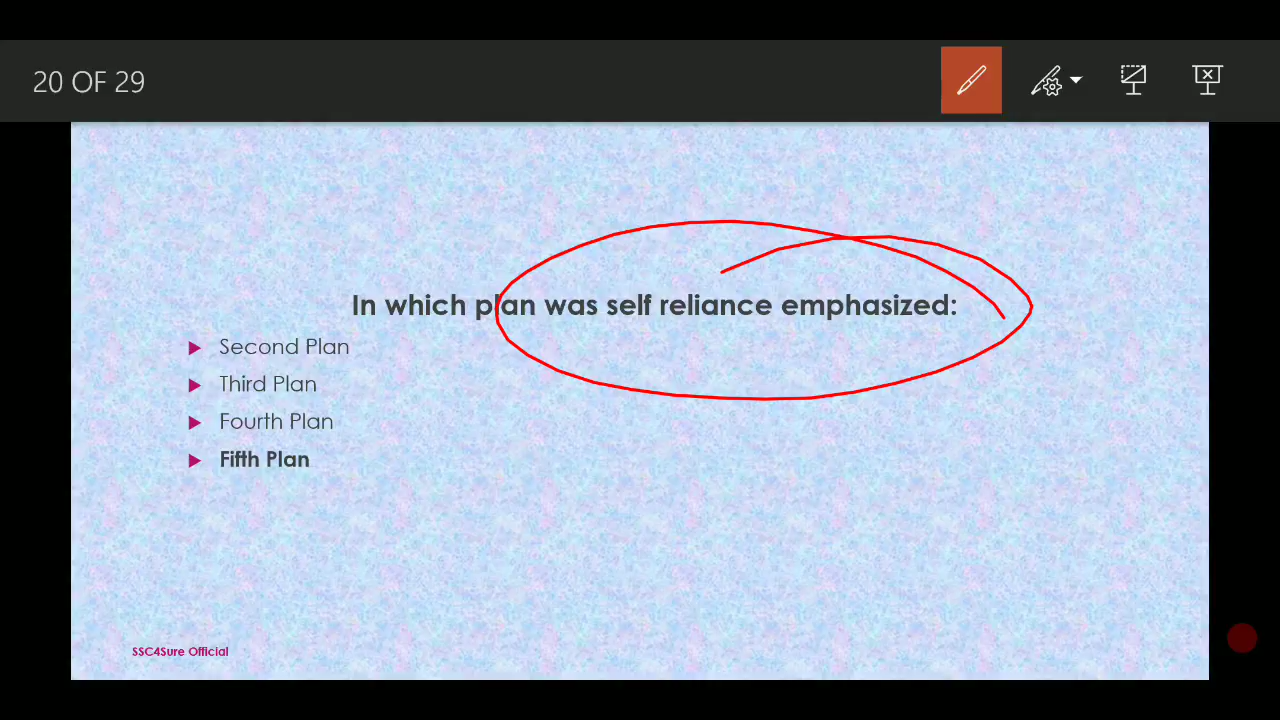 20 OF 29
In which plan was self reliance emphasized:
Second Plan
Third Plan
Fourth Plan
Fifth Plan
SSC4Sure Official